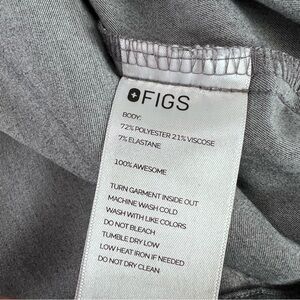 FIGS
BODY:
72% POLYESTER 21% VISCOSE
7% ELASTANE
100% AWESOME
TURN GARMENT INSIDE OUT
MACHINE WASH COLD
WASH WITH LIKE COLORS
DO NOT BLEACH
TUMBLE DRY LOW
LOW HEAT IRON IF NEEDED
DO NOT DRY CLEAN